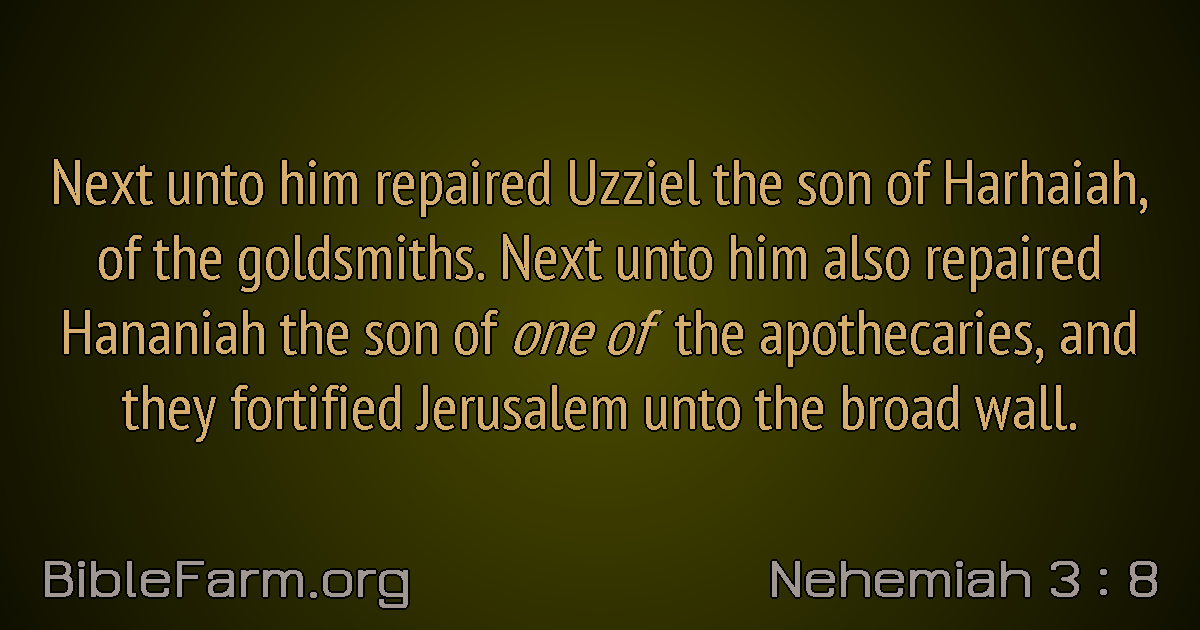 Next unto him repaired Uzziel the son of Harhaiah,
of the goldsmiths. Next unto him also repaired
Hananiah the son of one of the apothecaries, and
they fortified Jerusalem unto the broad wall.
BibleFarm.org
Nehemiah 3 : 8